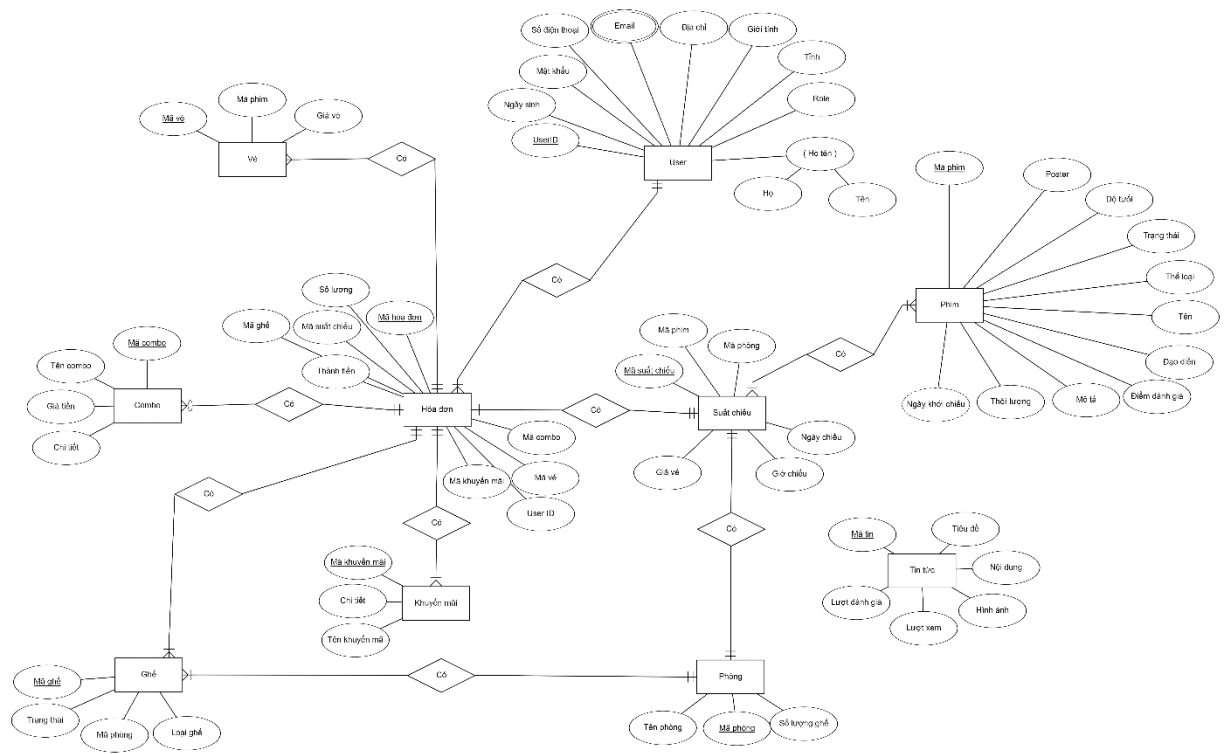 Số điện thoại
Email
Địa chỉ
Giới tính
Mật khẩu
Tỉnh
Ngày sinh
Role
UserID
User
( Họ tên )
Họ
Tên
Mã phim
Mã vé
Giá vé
Vé
Có
Có
Mã phim
Poster
Độ tuổi
Trạng thái
Thể loại
Tên
Phim
Đạo diễn
Điểm đánh giá
Mô tả
Thời lượng
Ngày khởi chiếu
Có
Số lượng
Mã ghế
Mã suất chiếu
Mã hóa đơn
Thành tiền
Hóa đơn
Mã combo
Mã vé
User ID
Mã khuyến mãi
Mã combo
Tên combo
Giá tiền
Chi tiết
Combo
Có
Có
Mã phim
Mã phòng
Mã suất chiếu
Suất chiếu
Ngày chiếu
Giờ chiếu
Giá vé
Có
Có
Có
Mã khuyến mãi
Chi tiết
Tên khuyến mã
Khuyến mãi
Mã tin
Tiêu đề
Nội dung
Tin tức
Hình ảnh
Lượt xem
Lượt đánh giá
Ghế
Mã ghế
Trạng thái
Mã phòng
Loại ghế
Có
Phòng
Tên phòng
Mã phòng
Số lượng ghế